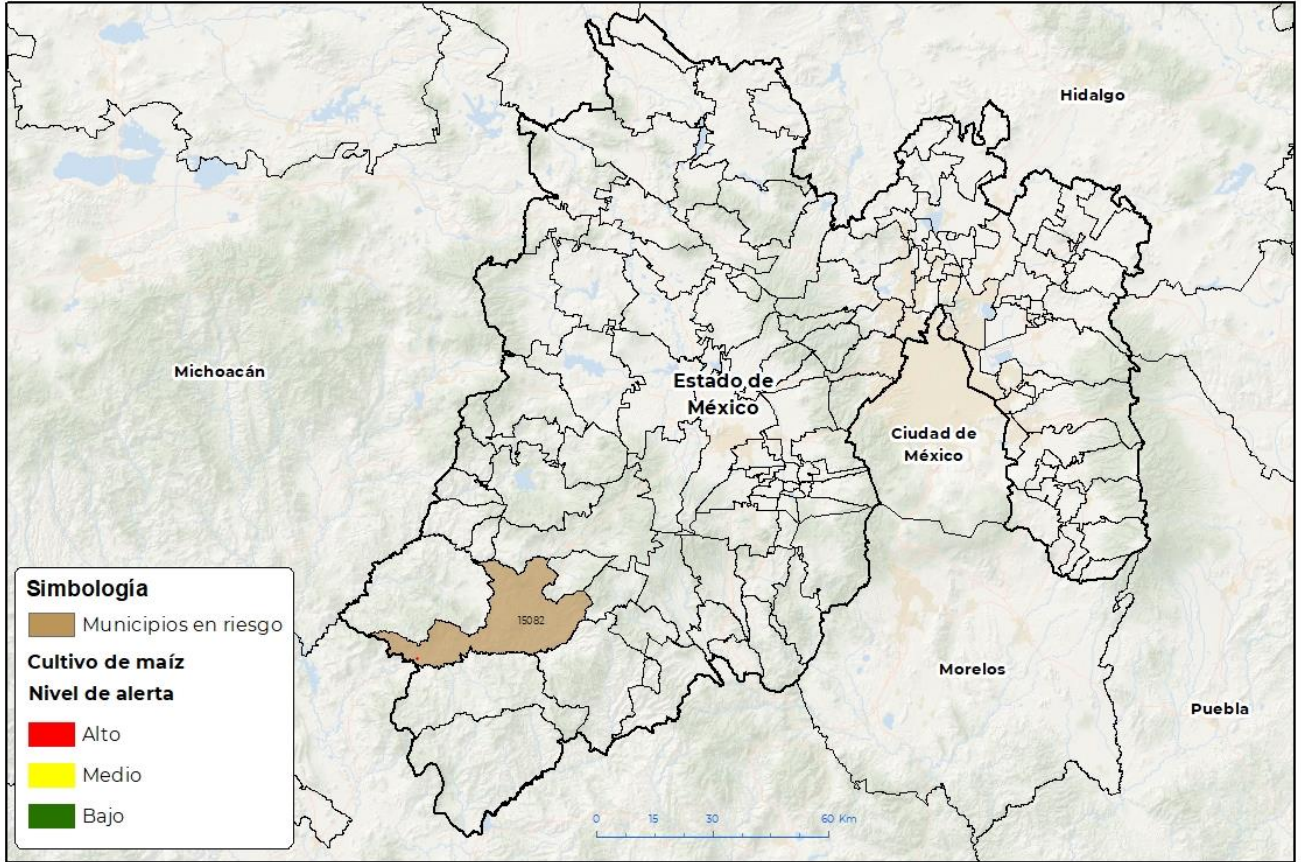 Hidalgo
Michoacán
Estado de
México
Ciudad de
México
15082
Morelos
Puebla
Simbología
Municipios en riesgo
Cultivo de maíz
Nivel de alerta
Alto
Medio
Bajo
0 15 30 60 Km